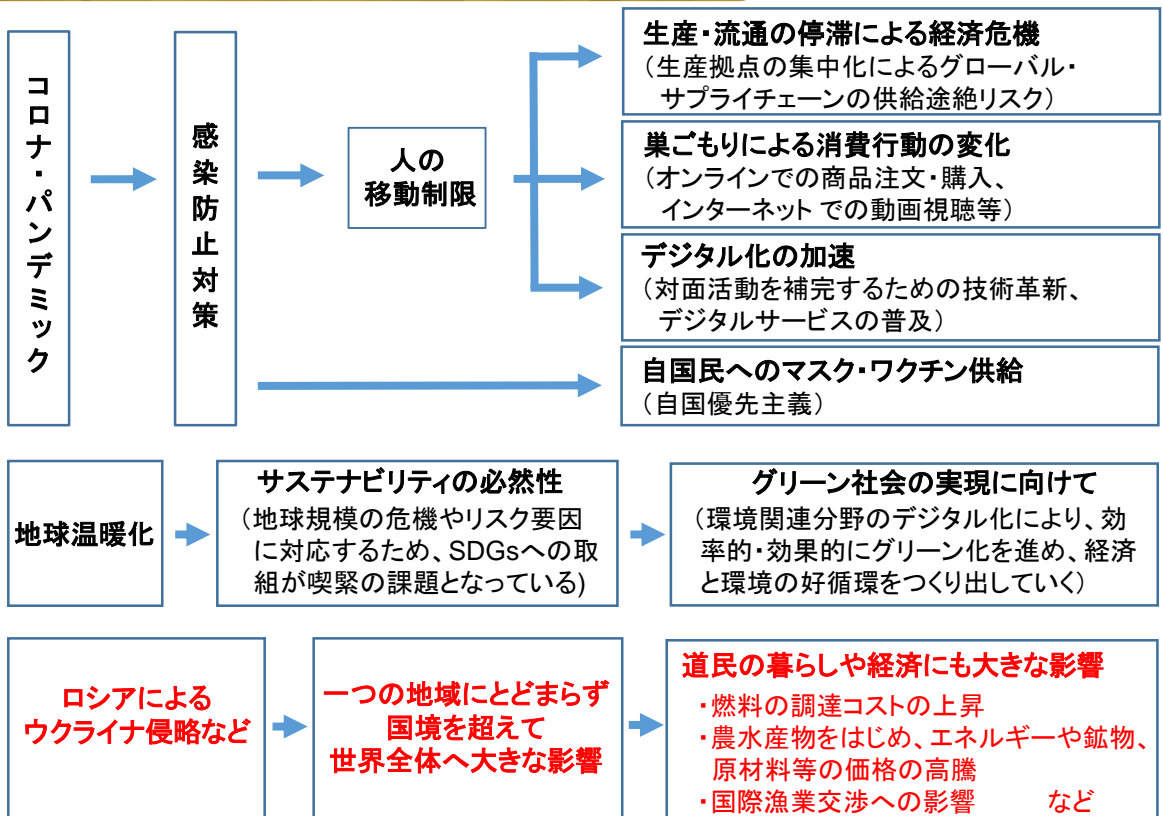 コロナ・パンデミック
感染防止対策
人の
移動制限
生産・流通の停滞による経済危機
（生産拠点の集中化によるグローバル・
サプライチェーンの供給途絶リスク）
巣ごもりによる消費行動の変化
（オンラインでの商品注文・購入、
インターネット での動画視聴等）
デジタル化の加速
（対面活動を補完するための技術革新、
デジタルサービスの普及）
自国民へのマスク・ワクチン供給
（自国優先主義）
地球温暖化
サステナビリティの必然性
（地球規模の危機やリスク要因
に対応するため、SDGsへの取
組が喫緊の課題となっている)
グリーン社会の実現に向けて
（環境関連分野のデジタル化により、効
率的・効果的にグリーン化を進め、経済
と環境の好循環をつくり出していく）
ロシアによる
ウクライナ侵略など
一つの地域にとどまらず
国境を超えて
世界全体へ大きな影響
道民の暮らしや経済にも大きな影響
・燃料の調達コストの上昇
・農水産物をはじめ、エネルギーや鉱物、
原材料等の価格の高騰
・国際漁業交渉への影響　　　など